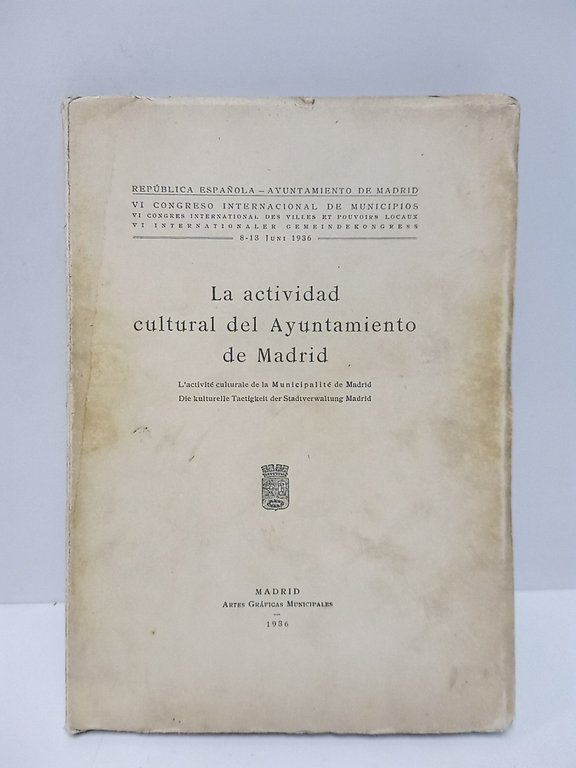 REPÚBLICA ESPAÑOLA — AYUNTAMIENTO DE MADRID
VI CONGRESO INTERNACIONAL DE MUNICIPIOS
VI CONGRES INTERNATIONAL DES VILLES ET POUVOIRS LOCAUX
VI INTERNATIONALER GEMEINDEKONGRESS
8-13 JUNI 1936
La actividad
cultural del Ayuntamiento
de Madrid
L'activité culturale de la Municipalité de Madrid
Die kulturelle Taetigkeit der Stadtverwaltung Madrid
MADRID
ARTES GRÁFICAS MUNICIPALES
1936